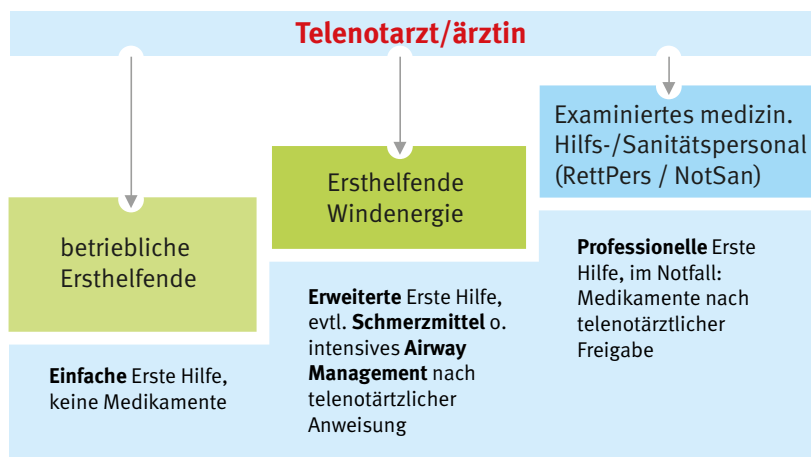 Telenotarzt/ärztin
betriebliche
Ersthelfende
Einfache Erste Hilfe,
keine Medikamente
Ersthelfende
Windenergie
Erweiterte Erste Hilfe,
evtl. Schmerzmittel o.
intensives Airway
Management nach
telenotärtzlicher
Anweisung
Examiniertes medizin.
Hilfs-/Sanitätspersonal
(RettPers / NotSan)
Professionelle Erste
Hilfe, im Notfall:
Medikamente nach
telenotärztlicher
Freigabe